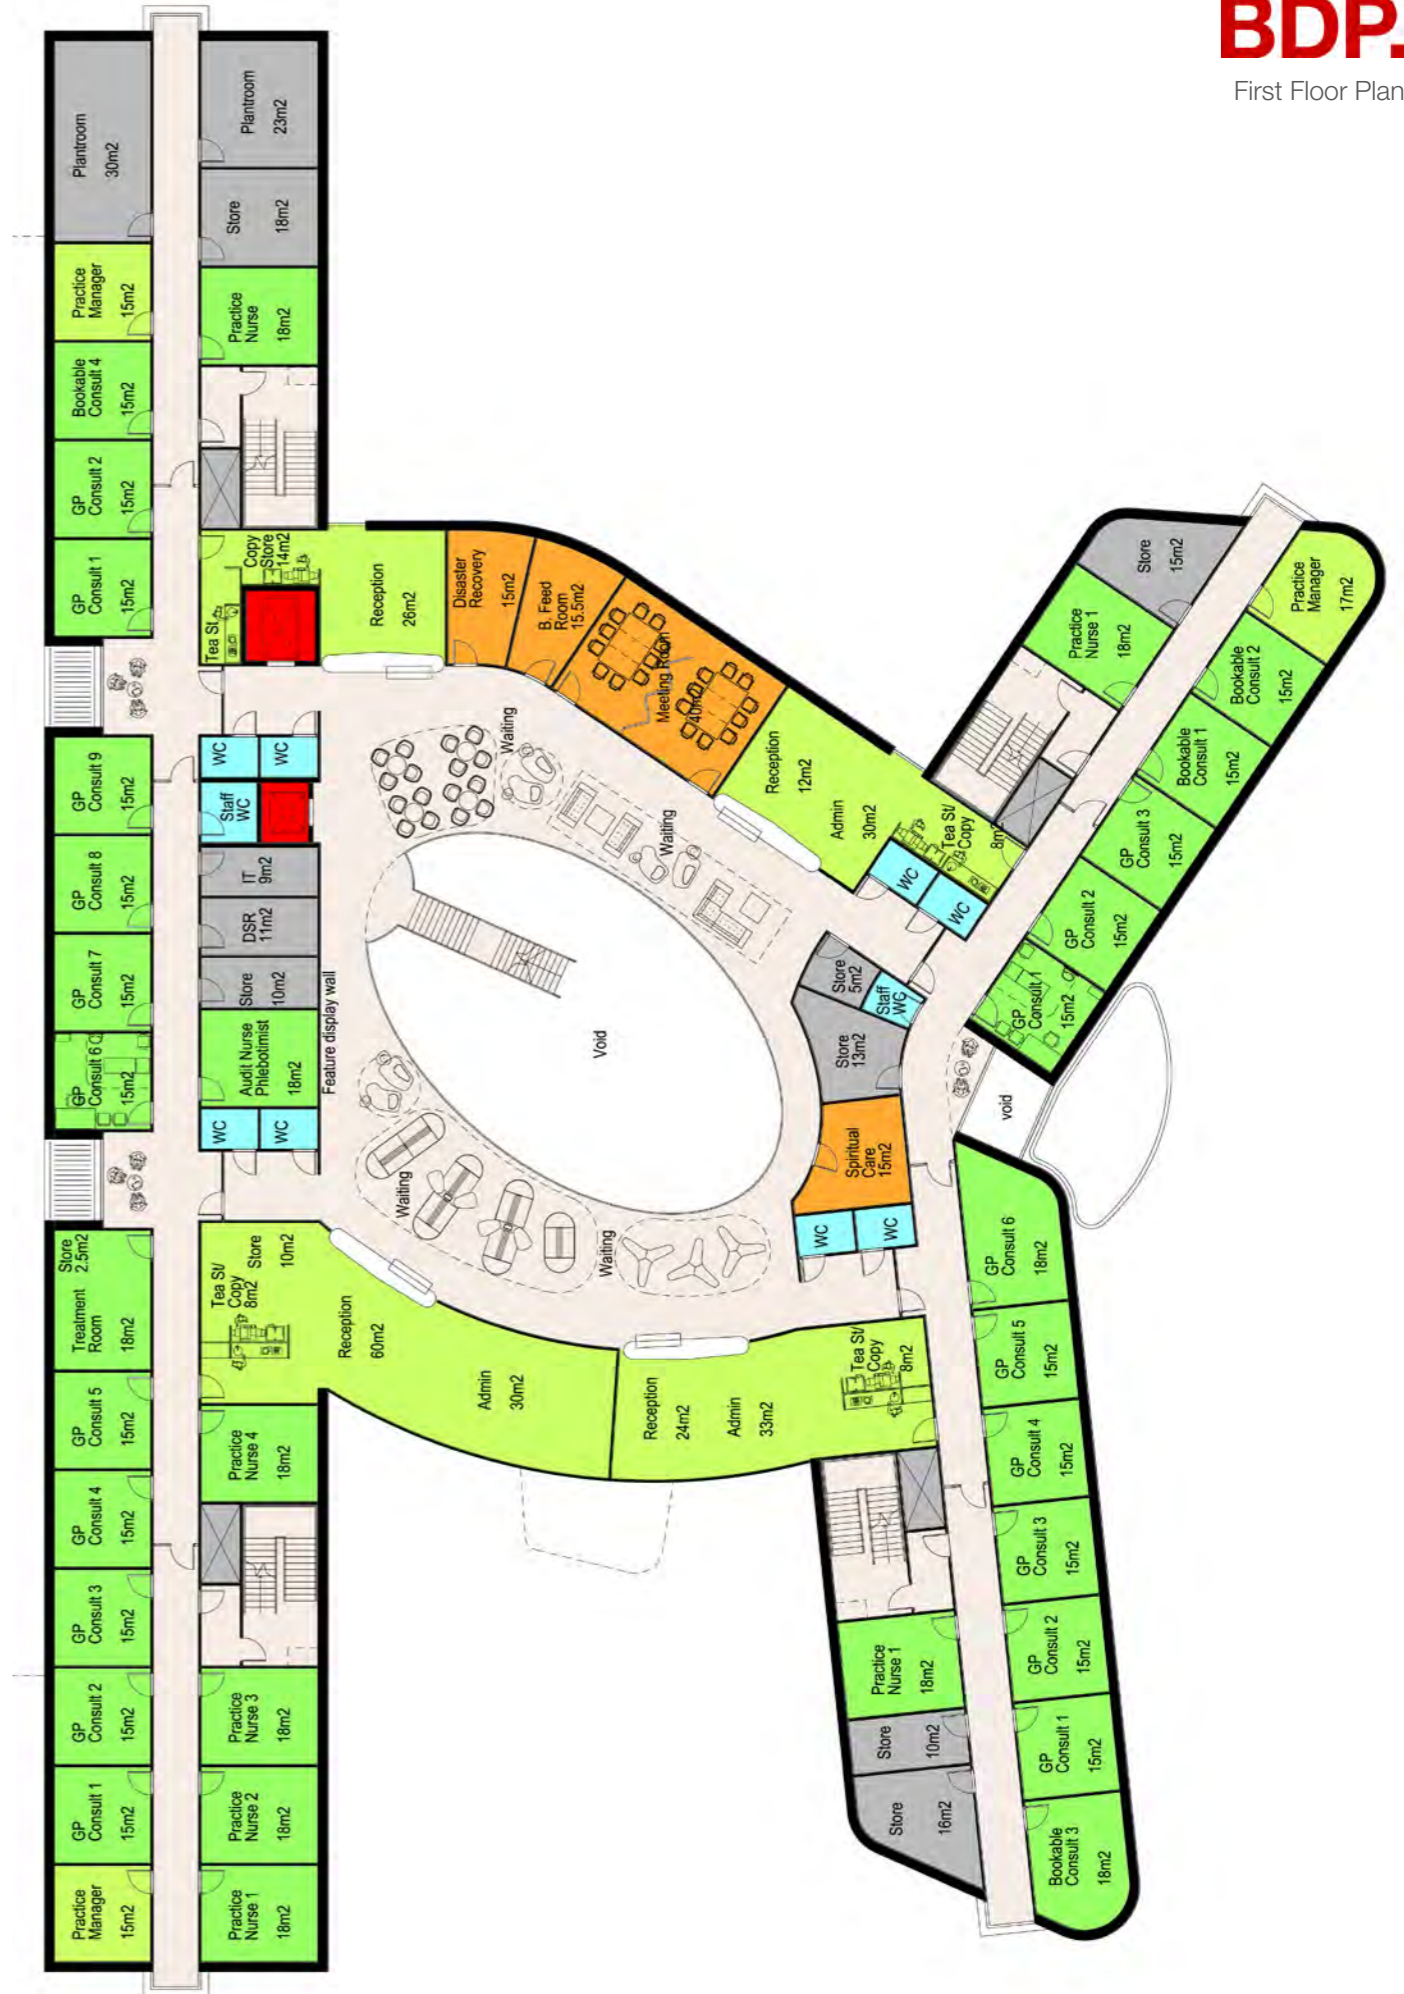 BDP.
First Floor Plan
Plantroom
30m2
Plantroom
23m2
Store
18m2
Practice
Manager
15m2
Practice
Nurse
18m2
Bookable
Consult 4
15m2
GP
Consult 2
15m2
GP
Consult 1
15m2
Copy
Store
14m2
Tea St
Reception
26m2
Disaster
Recovery
15m2
B. Feed
Room
15.5m2
Meeting Room
40m2
Reception
12m2
Admin
30m2
Tea St/
Copy
8m2
WC
WC
Store
15m2
Practice
Nurse 1
18m2
Practice
Manager
17m2
Bookable
Consult 2
15m2
Bookable
Consult 1
15m2
GP
Consult 3
15m2
GP
Consult 2
15m2
GP
Consult 1
15m2
void
WC
WC
Staff
WC
GP
Consult 9
15m2
GP
Consult 8
15m2
GP
Consult 7
15m2
GP
Consult 6
15m2
IT
9m2
DSR
11m2
Store
10m2
Audit Nurse
Phlebotimist
18m2
Feature display wall
WC
WC
Waiting
Waiting
Void
Waiting
Waiting
Store
5m2
Staff
WC
Store
13m2
Spiritual
Care
15m2
WC
WC
Store
2.5m2
Treatment
Room
18m2
Tea St/
Copy
8m2
Store
10m2
Reception
60m2
Admin
30m2
Reception
24m2
Admin
33m2
Tea St/
Copy
8m2
GP
Consult 5
15m2
GP
Consult 4
15m2
GP
Consult 3
15m2
GP
Consult 2
15m2
GP
Consult 1
15m2
Practice
Manager
15m2
Practice
Nurse 4
18m2
Practice
Nurse 3
18m2
Practice
Nurse 2
18m2
Practice
Nurse 1
18m2
GP
Consult 6
18m2
GP
Consult 5
15m2
GP
Consult 4
15m2
GP
Consult 3
15m2
GP
Consult 2
15m2
GP
Consult 1
15m2
Bookable
Consult 3
18m2
Practice
Nurse 1
18m2
Store
10m2
Store
16m2